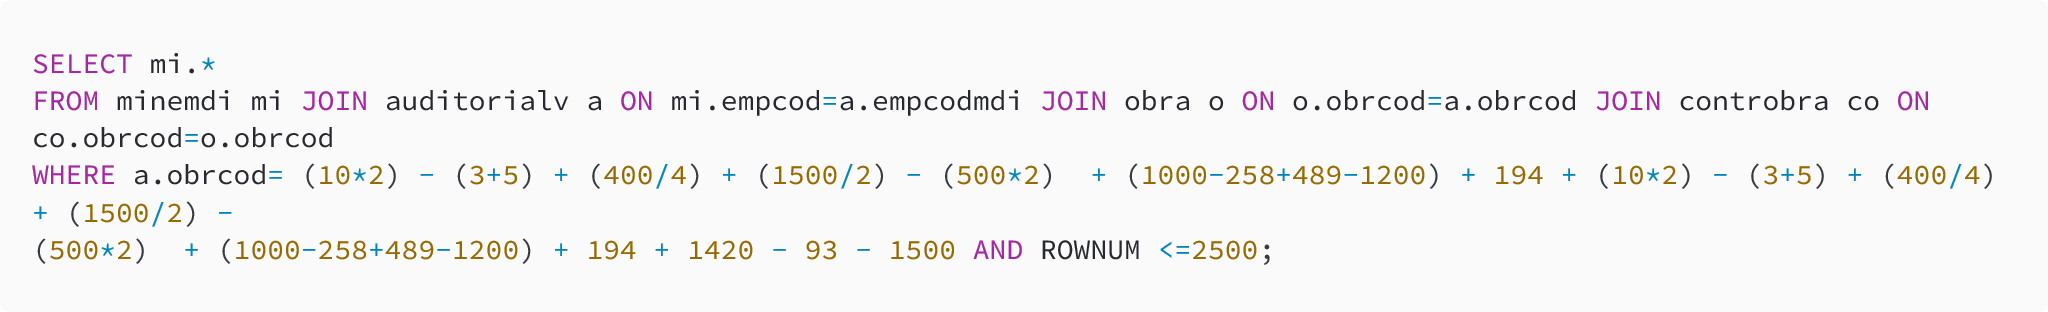 SELECT mi.*
FROM minemdi mi JOIN auditorialv a ON mi.empcod=a.empcodmdi JOIN obra o ON o.obrcod=a.obrcod JOIN controbra co ON
co.obrcod=o.obrcod
WHERE a.obrcod= (10*2) - (3+5) + (400/4) + (1500/2) - (500*2)  + (1000-258+489-1200) + 194 + (10*2) - (3+5) + (400/4)
+ (1500/2) -
(500*2)  + (1000-258+489-1200) + 194 + 1420 - 93 - 1500 AND ROWNUM <=2500;